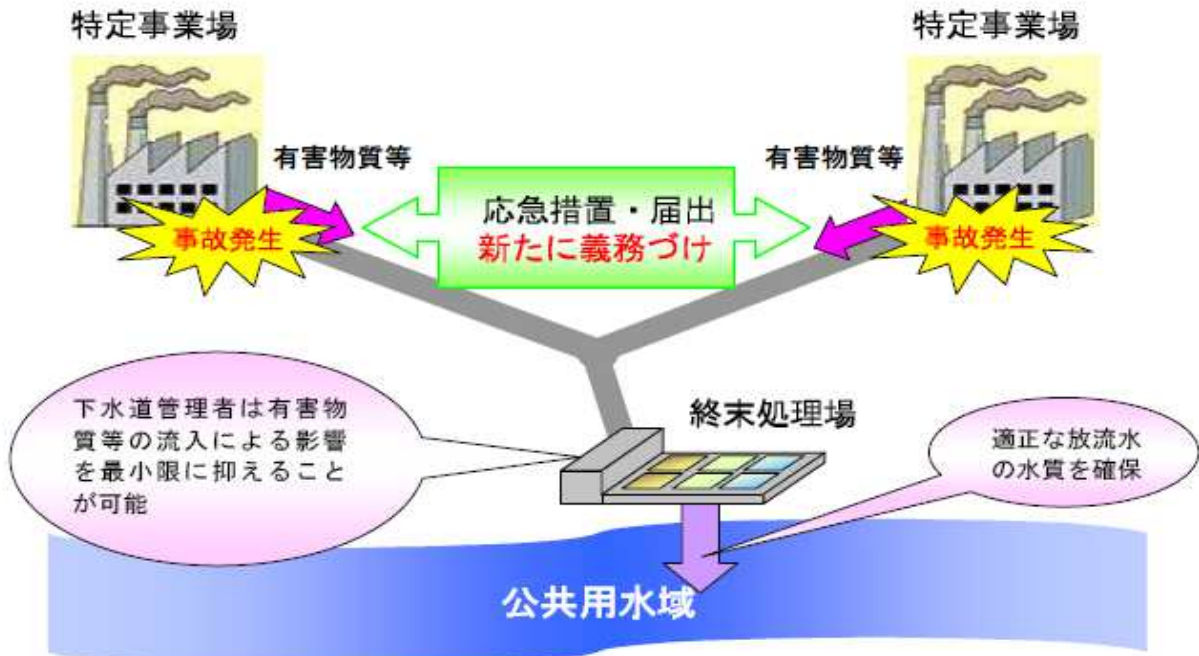 特定事業場
特定事業場
有害物質等
有害物質等
応急措置・届出
新たに義務づけ
事故発生
事故発生
下水道管理者は有害物
質等の流入による影響
を最小限に抑えること
が可能
終末処理場
適正な放流水
の水質を確保
公共用水域